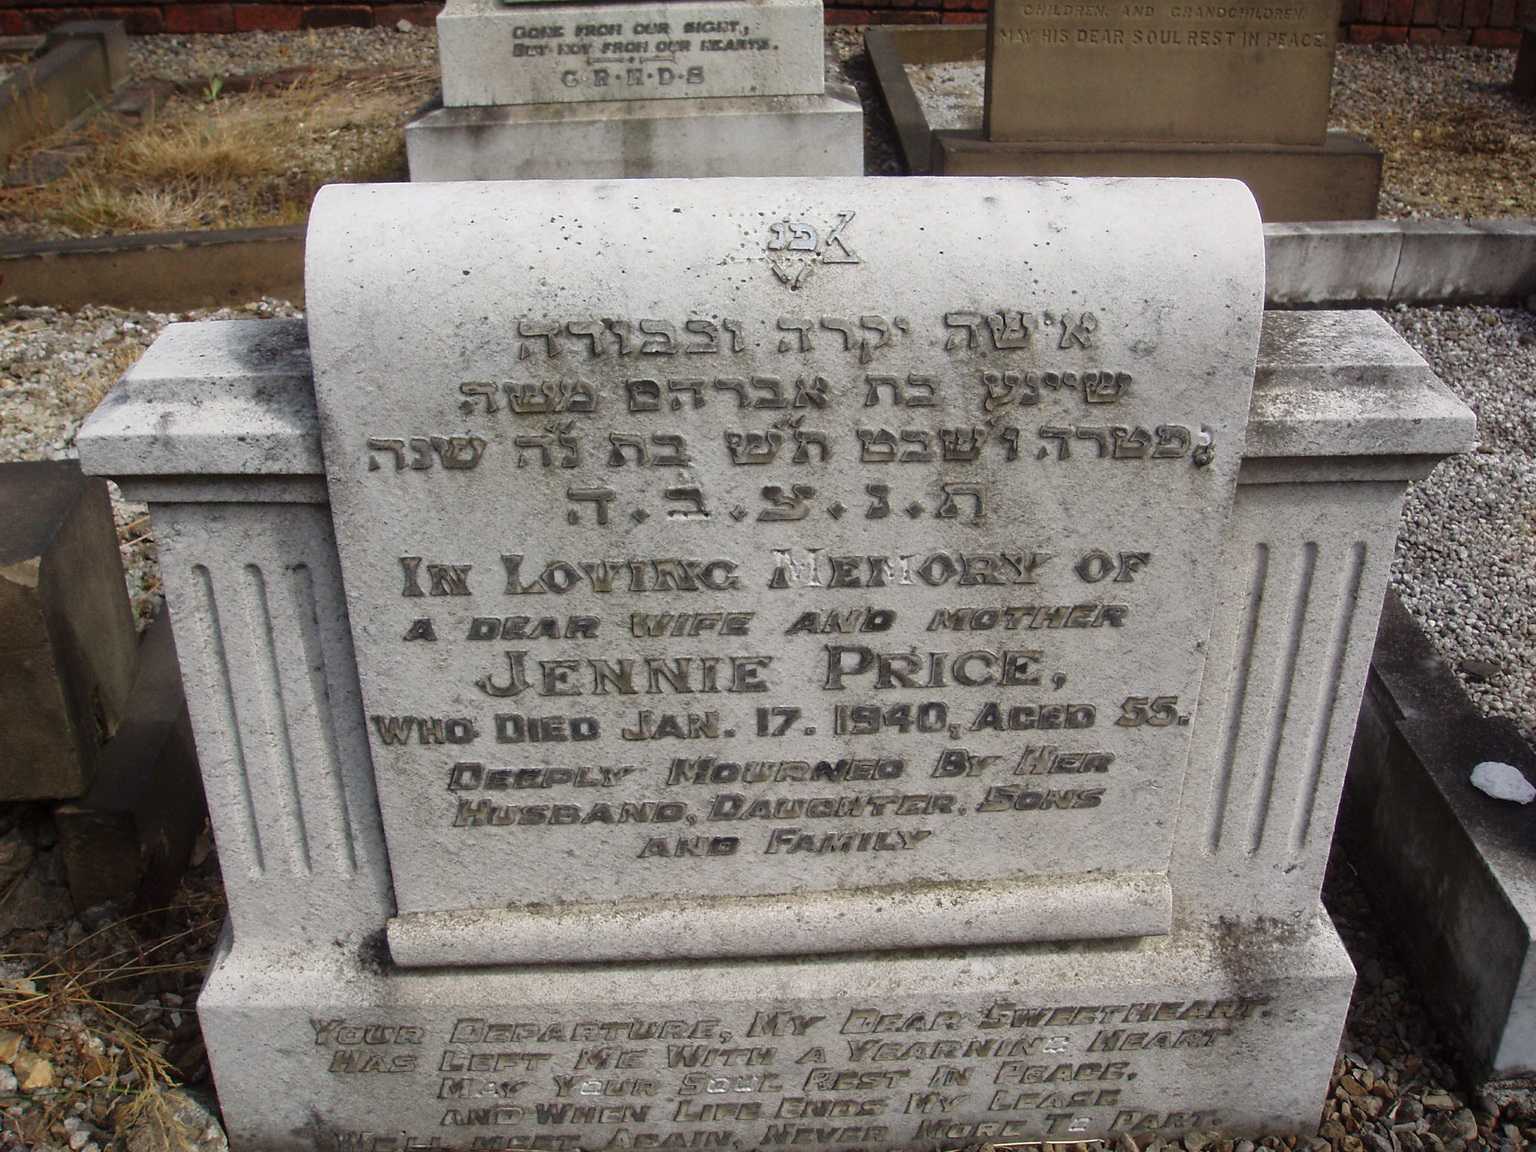 GONE FROM OUR SIGHT,
BUT NOT FROM OUR HEARTS.
G·R·H·D·S
CHILDREN, AND GRANDCHILDREN.
MAY HIS DEAR SOUL REST IN PEACE.
פנ
אישה יקרה וכבודה
שיינע בת אברהם משה
פטרה ו׳ שבט ת״ש בת נ״ה שנה
ת.נ.צ.ב.ה
IN LOVING MEMORY OF
A DEAR WIFE AND MOTHER
JENNIE PRICE,
WHO DIED JAN. 17. 1940, AGED 55.
DEEPLY MOURNED BY HER
HUSBAND, DAUGHTER, SONS
AND FAMILY
YOUR DEPARTURE, MY DEAR SWEETHEART.
HAS LEFT ME WITH A YEARNING HEART
MAY YOUR SOUL REST IN PEACE,
AND WHEN LIFE ENDS MY LEASE
WE'LL MEET AGAIN, NEVER MORE TO PART.